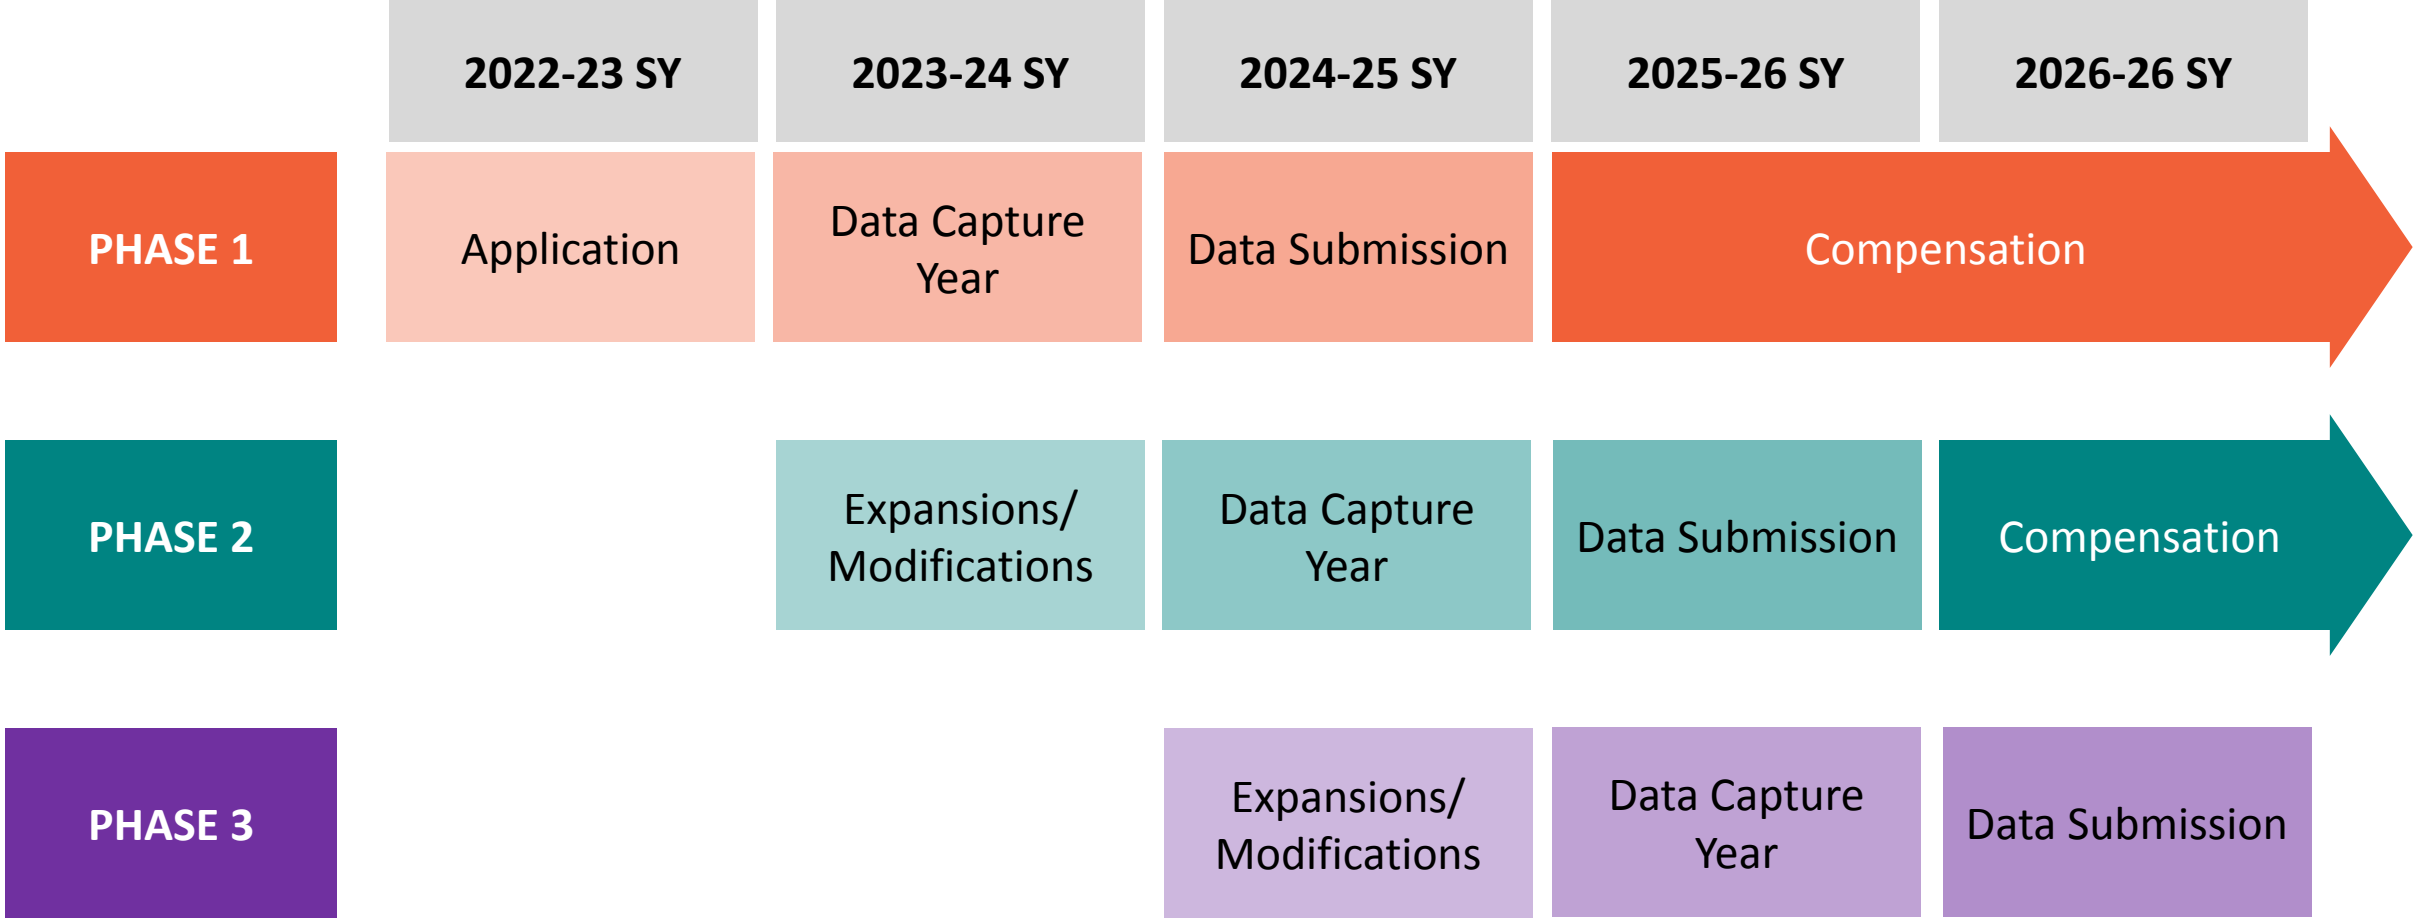 2022-23 SY
2023-24 SY
2024-25 SY
2025-26 SY
2026-26 SY
PHASE 1
Application
Data Capture
Year
Data Submission
Compensation
PHASE 2
Expansions/
Modifications
Data Capture
Year
Data Submission
Compensation
PHASE 3
Expansions/
Modifications
Data Capture
Year
Data Submission